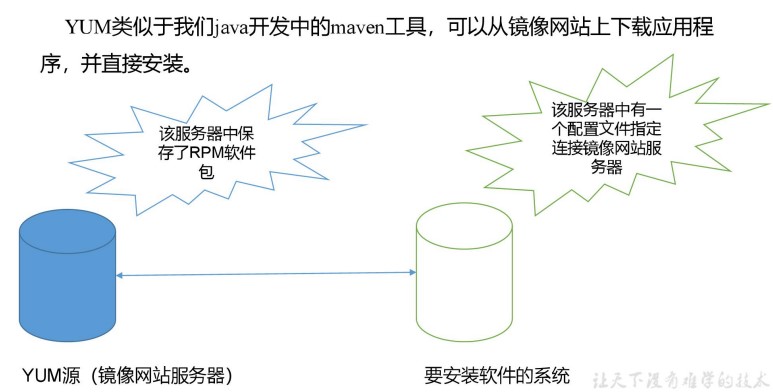 YUM类似于我们java开发中的maven工具，可以从镜像网站上下载应用程
序，并直接安装。
该服务器中保
存了RPM软件
包
该服务器中有一
个配置文件指定
连接镜像网站服
务器
YUM源（镜像网站服务器）
要安装软件的系统
让天下没有难学的技术